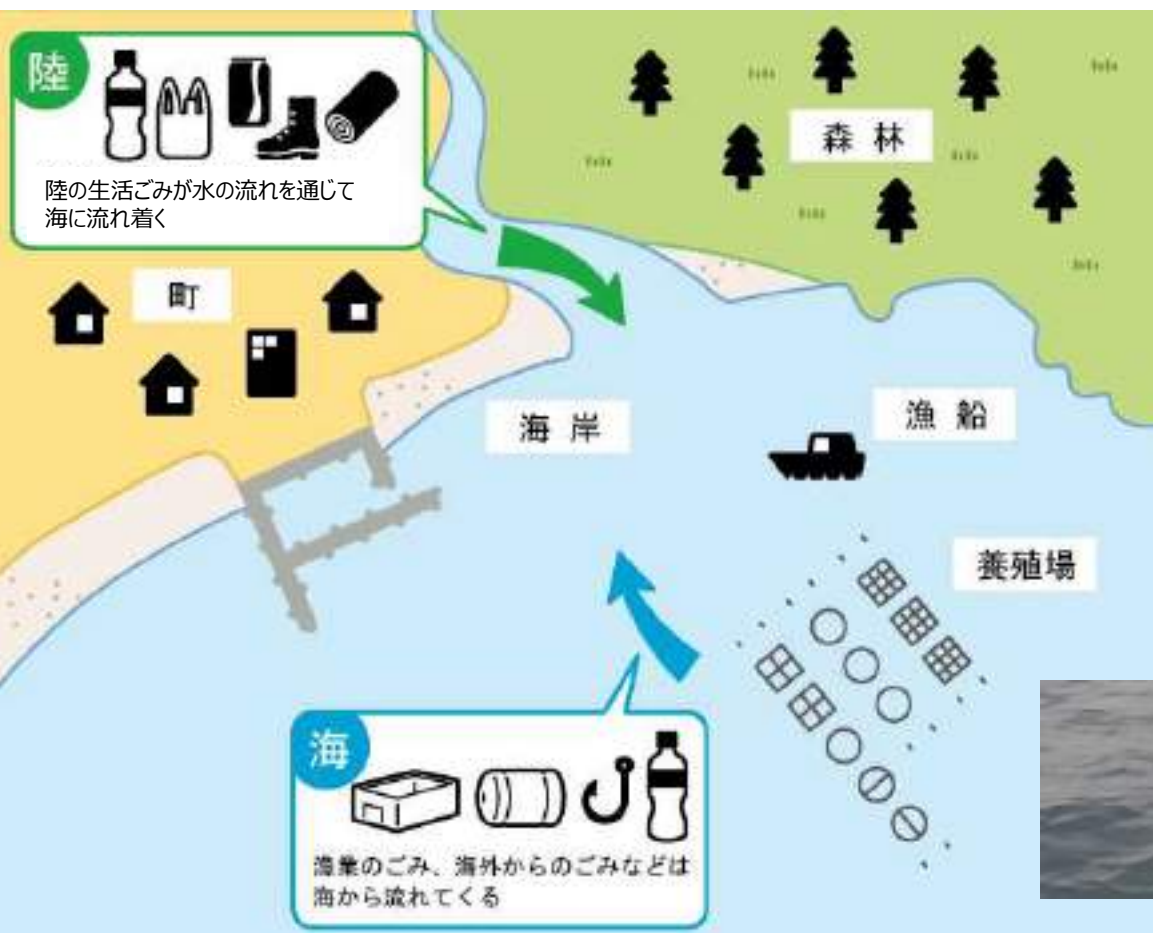 陸
陸の生活ごみが水の流れを通じて
海に流れ着く
森 林
町
海 岸
漁 船
養殖場
海
漁業のごみ、海外からのごみなどは
海から流れてくる